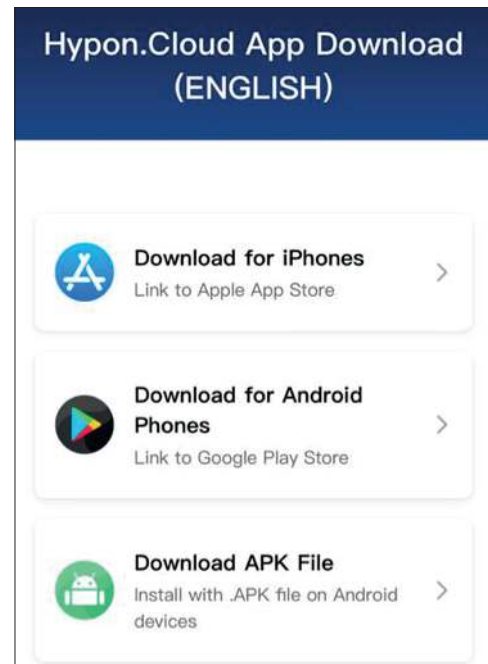 Hypon.Cloud App Download
(ENGLISH)
Download for iPhones
Link to Apple App Store
Download for Android
Phones
Link to Google Play Store
Download APK File
Install with .APK file on Android
devices